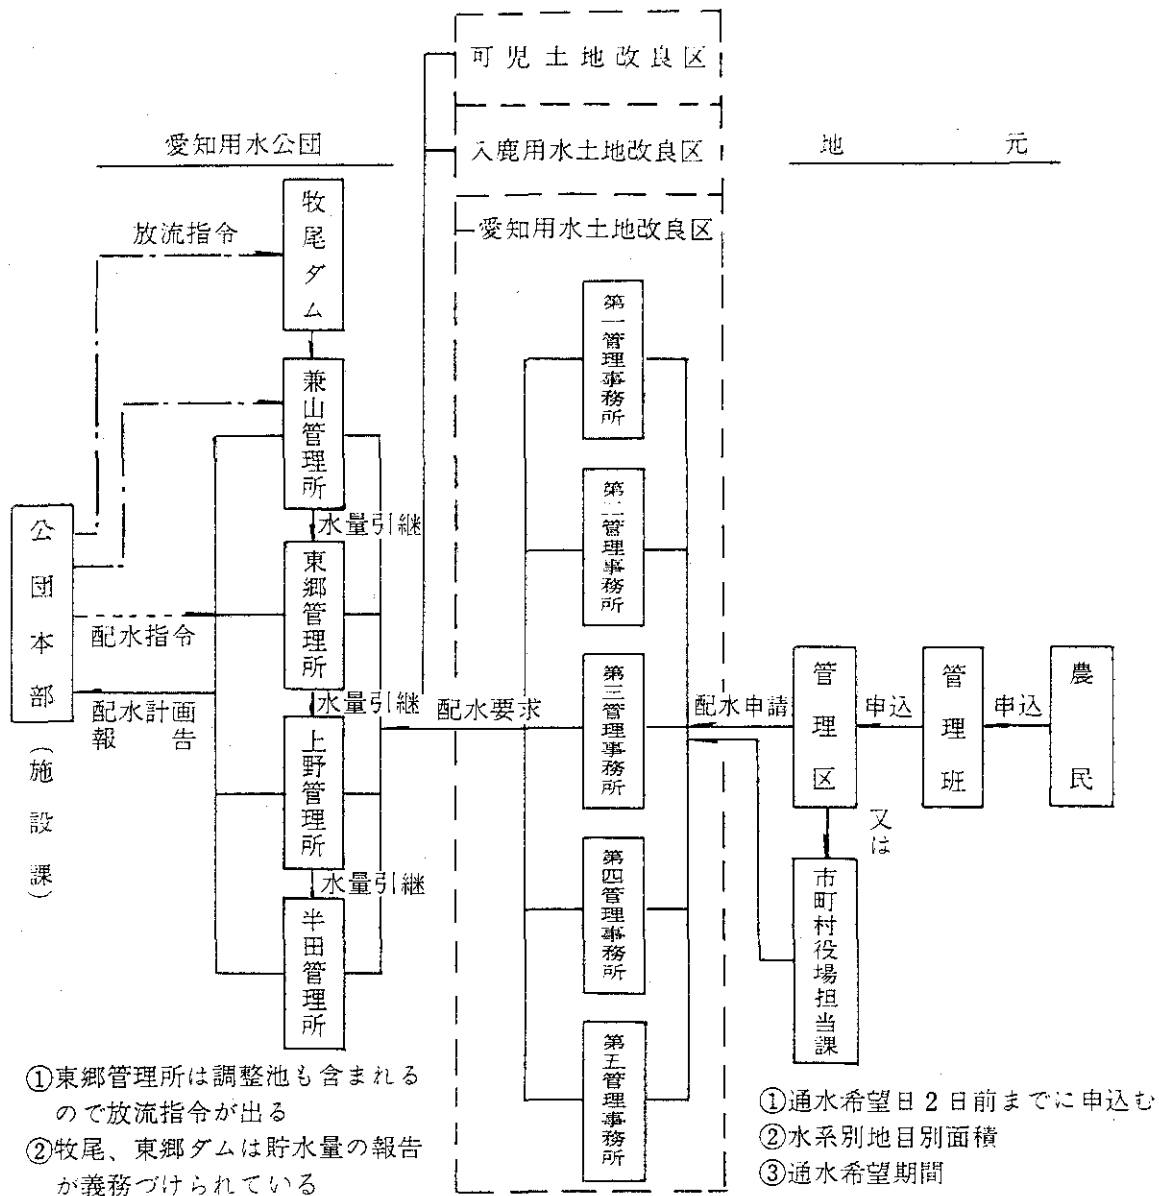 可児土地改良区
入鹿用水土地改良区
愛知用水土地改良区
愛知用水公団
地元
牧尾ダム
放流指令
兼山管理所
水量引継
東郷管理所
水量引継
上野管理所
水量引継
半田管理所
公団本部
（施設課）
配水指令
配水計画
報告
配水要求
第一管理事務所
第二管理事務所
第三管理事務所
第四管理事務所
第五管理事務所
配水申請
管理区
申込
管理班
申込
農民
又は
市町村役場担当課
①東郷管理所は調整池も含まれる
ので放流指令が出る
②牧尾、東郷ダムは貯水量の報告
が義務づけられている
①通水希望日2日前までに申込む
②水系別地目別面積
③通水希望期間